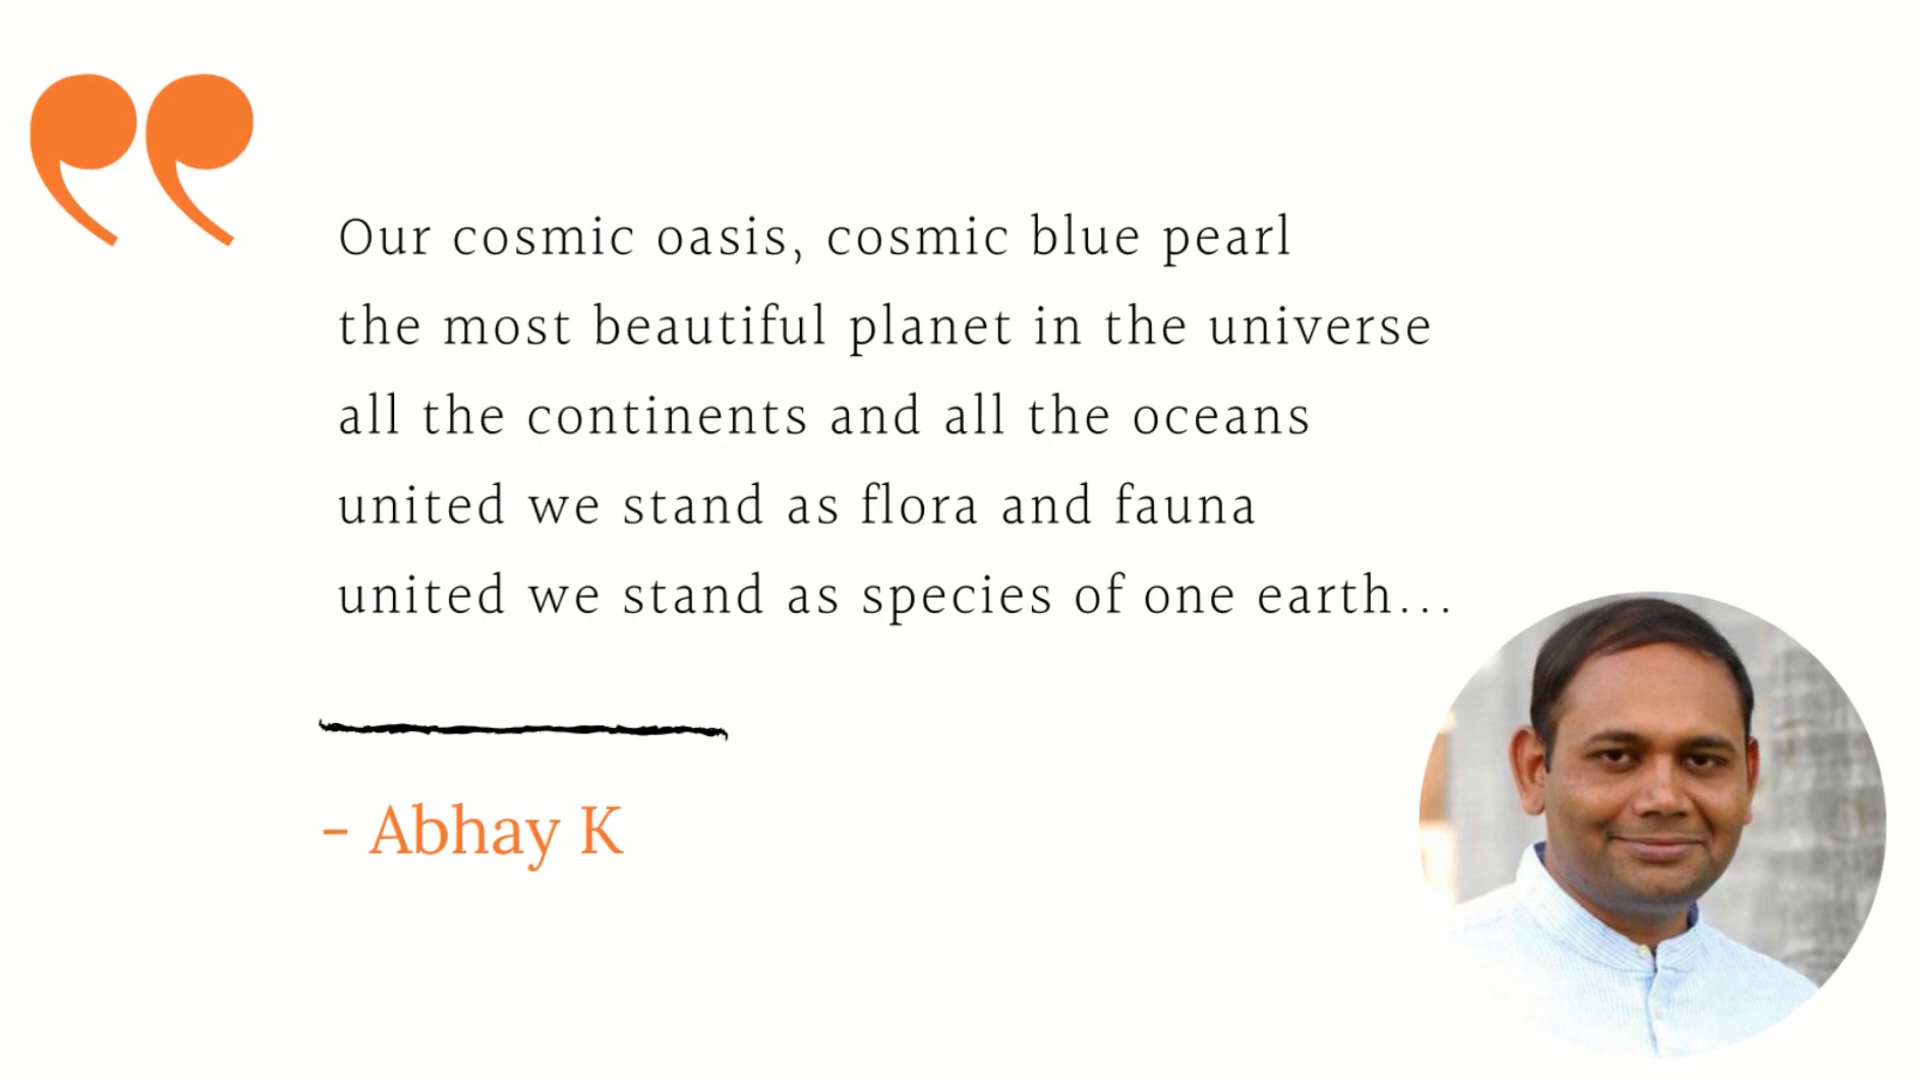 Our cosmic oasis, cosmic blue pearl
the most beautiful planet in the universe
all the continents and all the oceans
united we stand as flora and fauna
united we stand as species of one earth...
- Abhay K